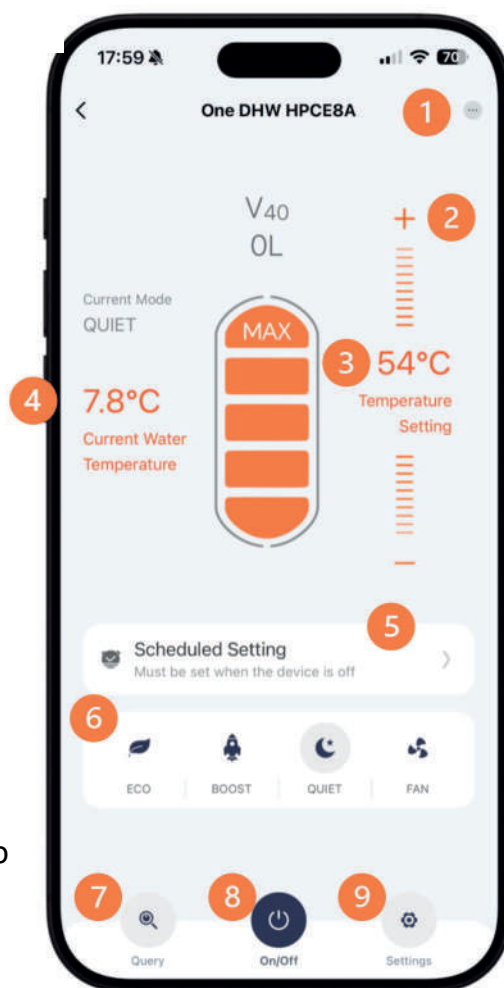 17:59
70
One DHW HPCE8A
1
V40
0L
+
2
Current Mode
QUIET
MAX
3
54°C
Temperature
Setting
4
7.8°C
Current Water
Temperature
−
5
Scheduled Setting
Must be set when the device is off
6
ECO
BOOST
QUIET
FAN
o
7
8
9
Query
On/Off
Settings